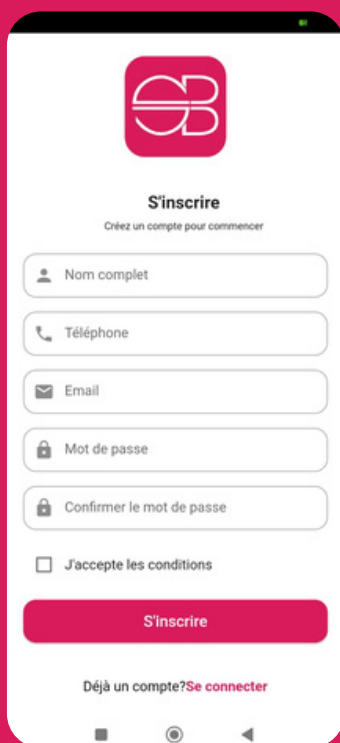 SB
S'inscrire
Créez un compte pour commencer
Nom complet
Téléphone
Email
Mot de passe
Confirmer le mot de passe
J'accepte les conditions
S'inscrire
Déjà un compte?Se connecter